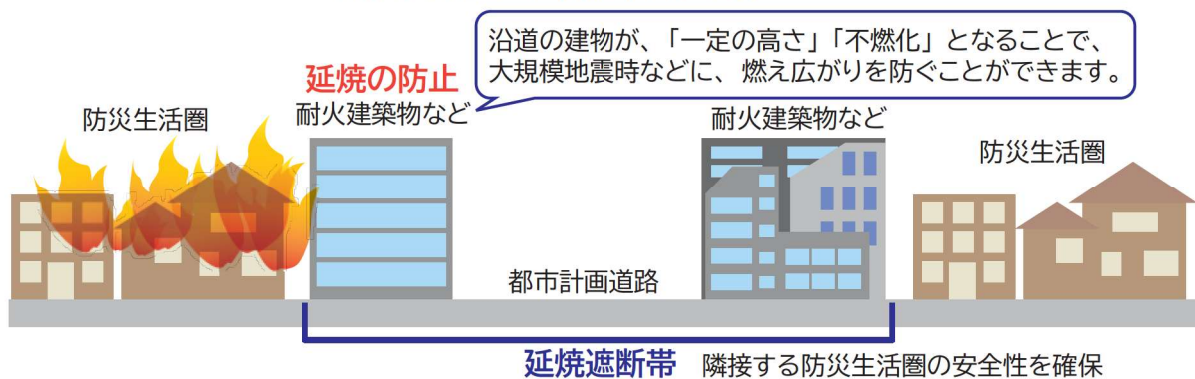 沿道の建物が、「一定の高さ」「不燃化」となることで、
大規模地震時などに、燃え広がりを防ぐことができます。
延焼の防止
防災生活圏
耐火建築物など
耐火建築物など
防災生活圏
都市計画道路
延焼遮断帯 隣接する防災生活圏の安全性を確保